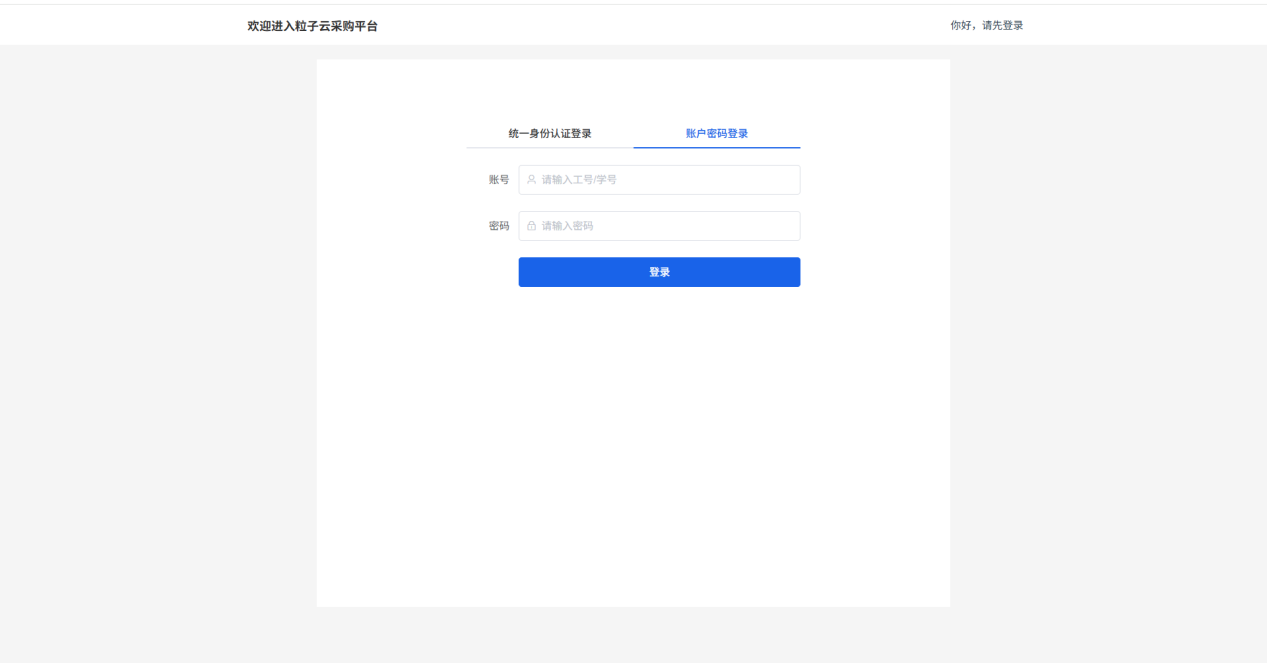 欢迎进入粒子云采购平台
你好，请先登录
统一身份认证登录
账户密码登录
账号
请输入工号/学号
密码
请输入密码
登录